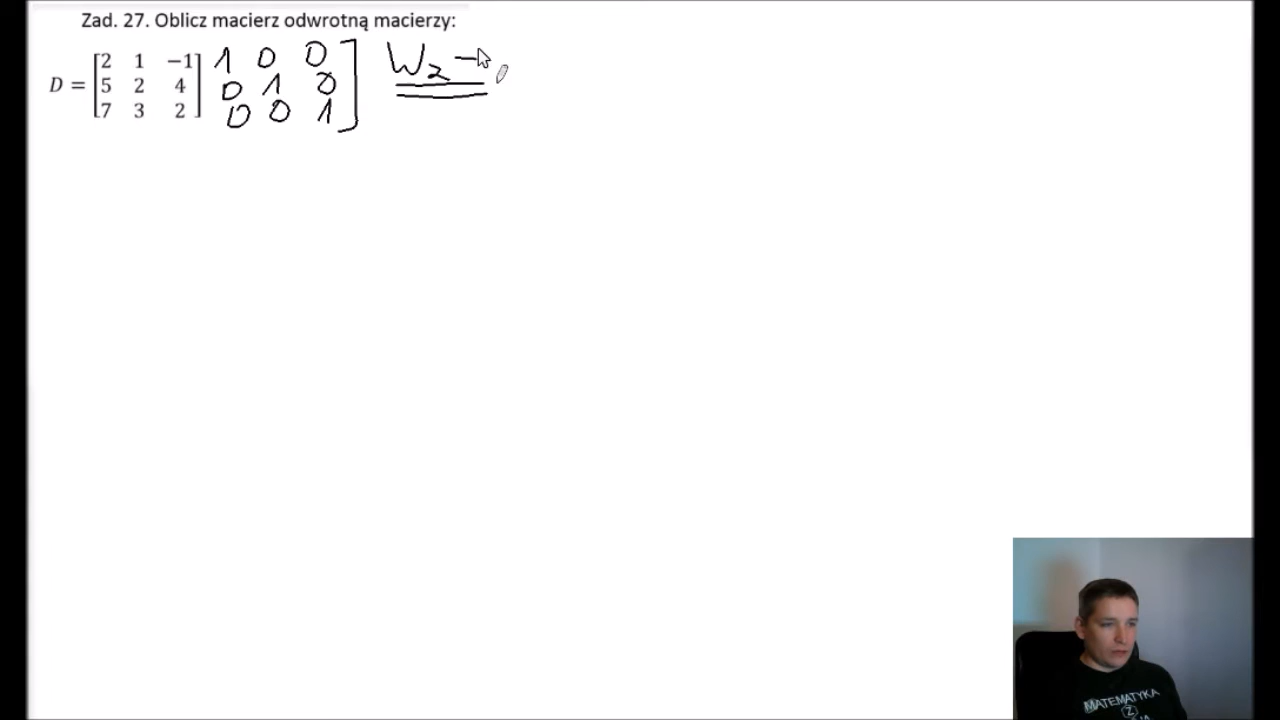 Zad. 27. Oblicz macierz odwrotną macierzy:
2 1 −1 1 0 0 W₂ −
D = 5 2 4 0 1 0
7 3 2 0 0 1
MATEMATYKA
Z